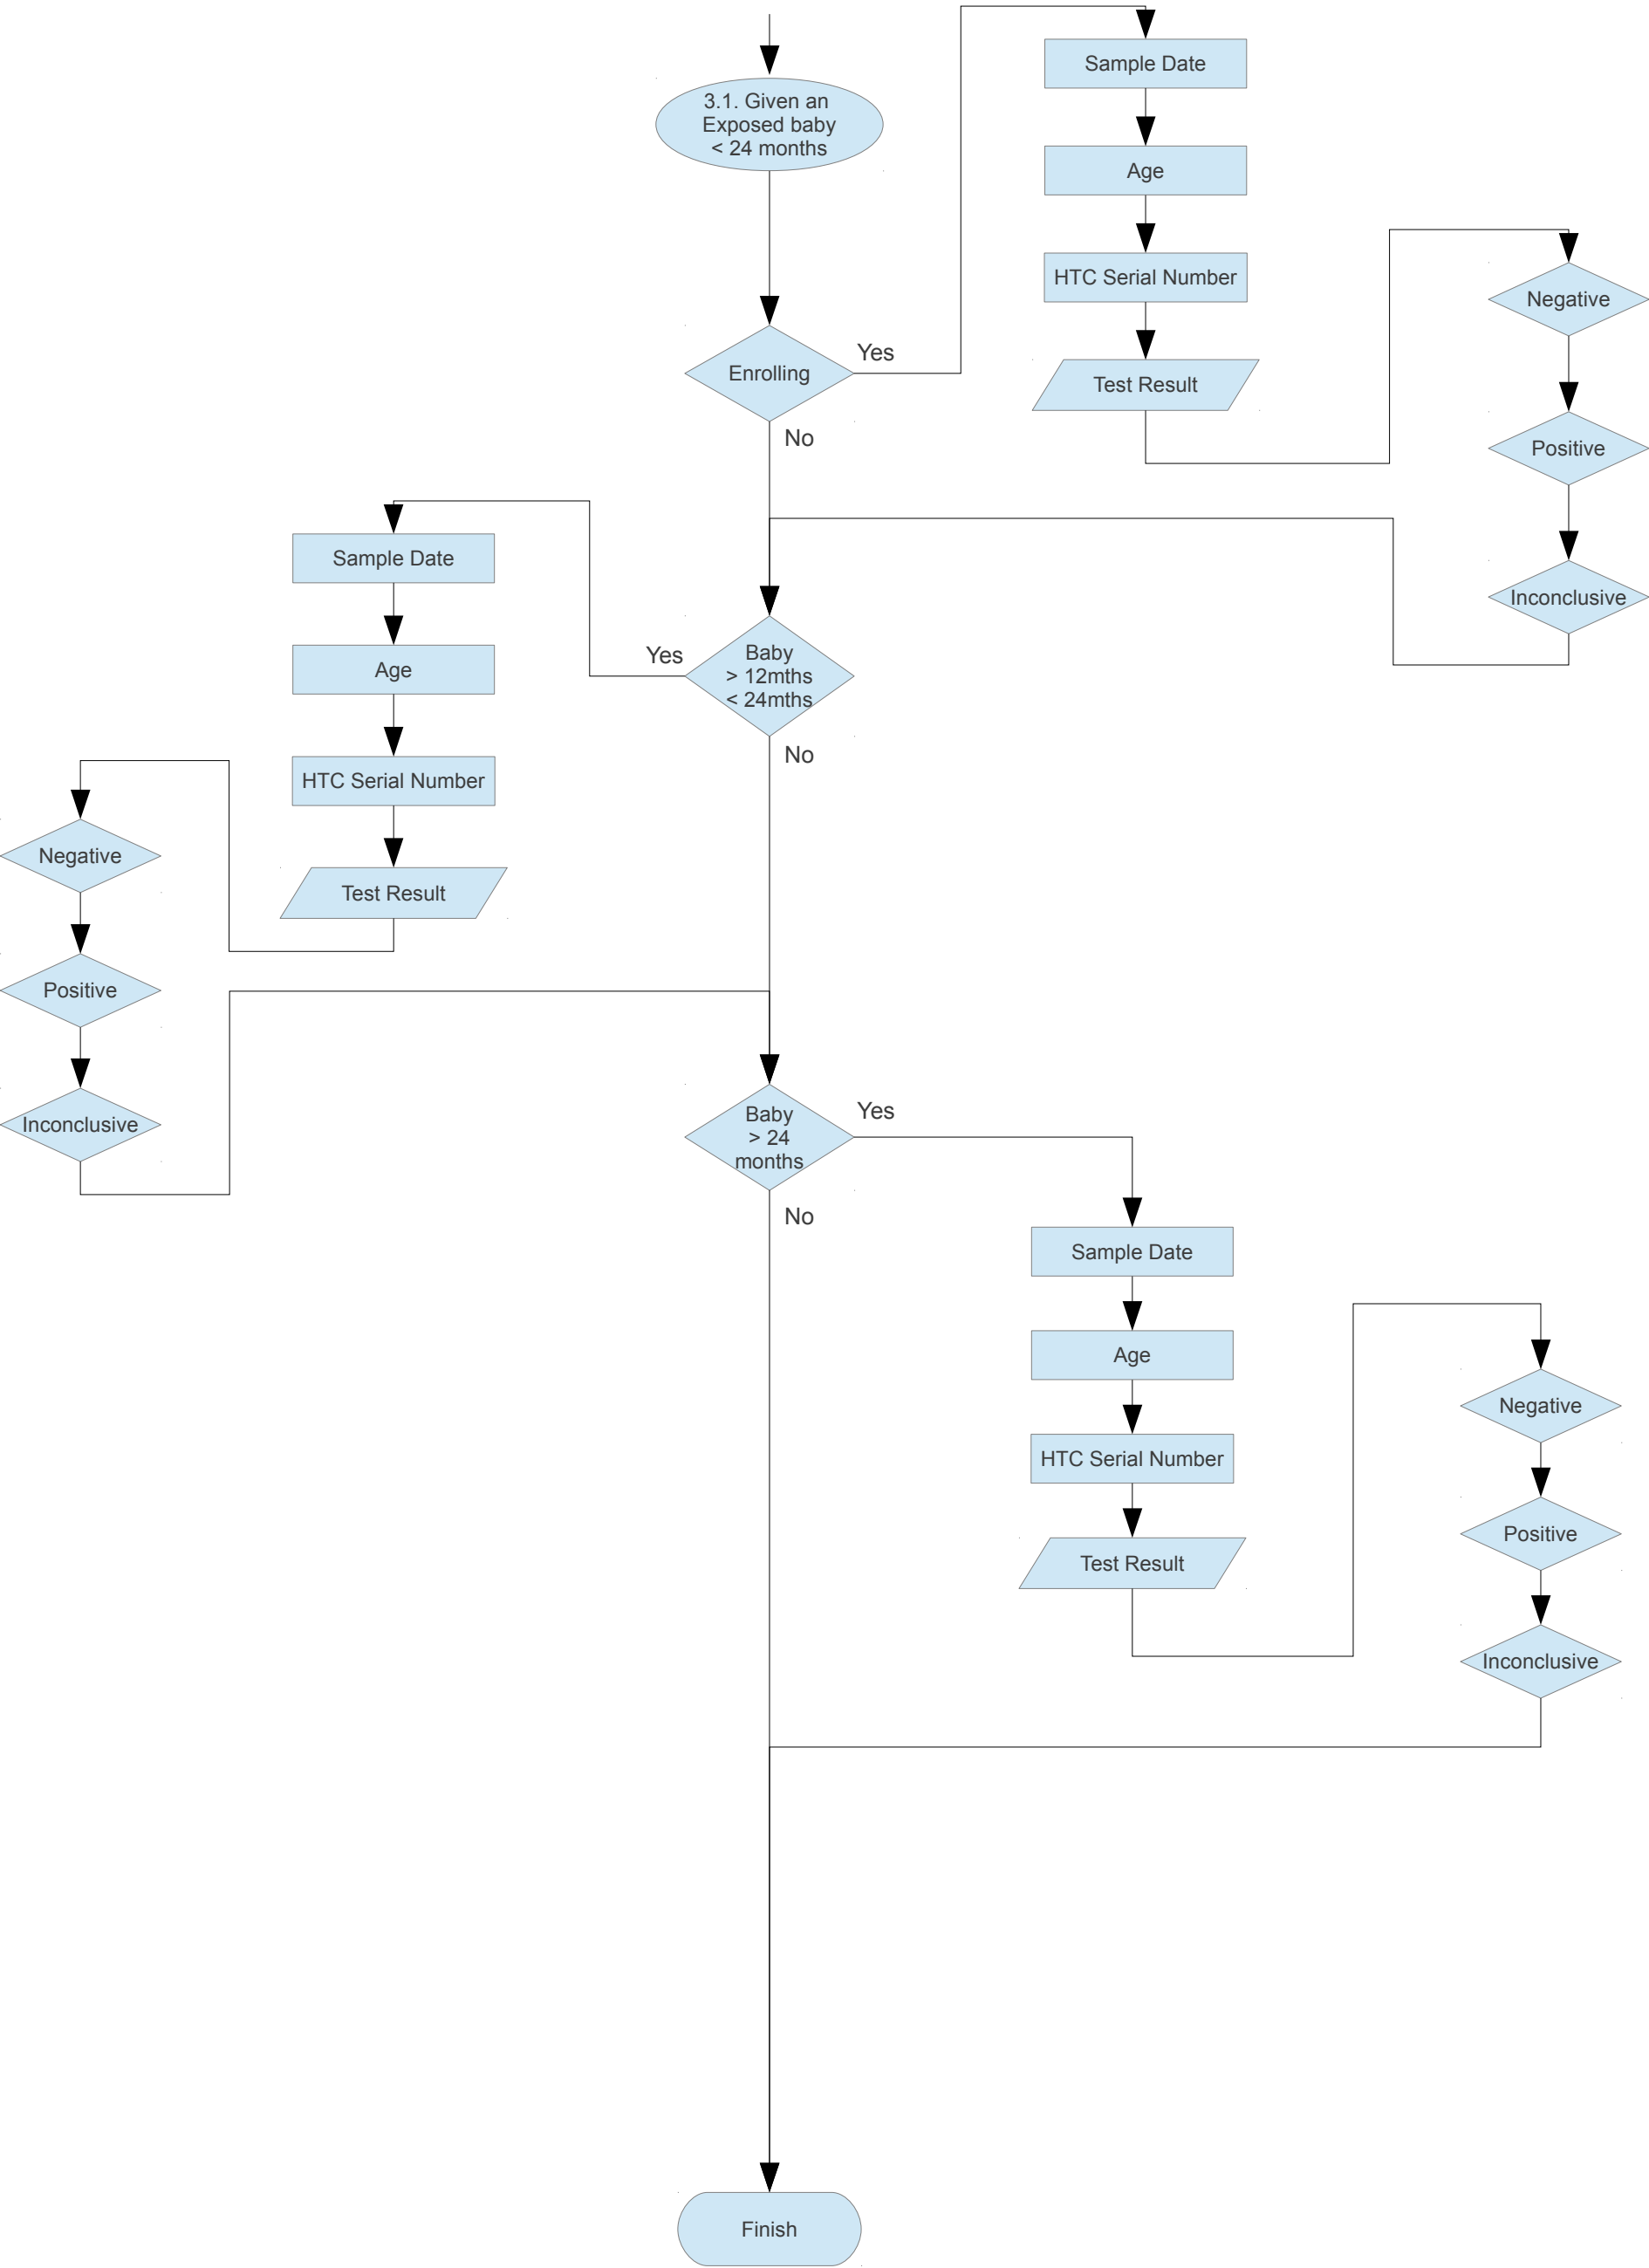 3.1. Given an
Exposed baby
< 24 months
Enrolling
Yes
No
Sample Date
Age
HTC Serial Number
Test Result
Negative
Positive
Inconclusive
Baby
> 12mths
< 24mths
Yes
No
Sample Date
Age
HTC Serial Number
Test Result
Negative
Positive
Inconclusive
Baby
> 24
months
Yes
No
Sample Date
Age
HTC Serial Number
Test Result
Negative
Positive
Inconclusive
Finish